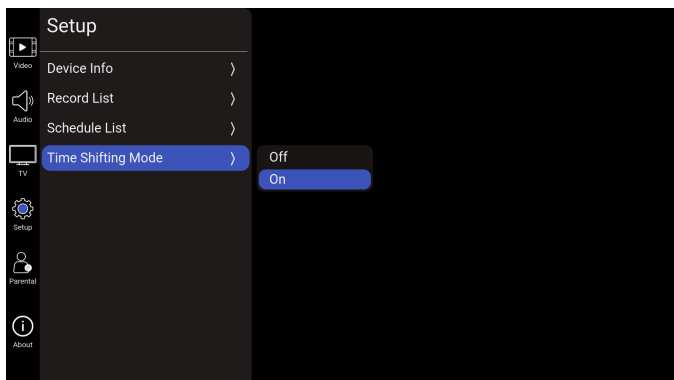 Setup
Video
Device Info
Record List
Audio
Schedule List
Time Shifting Mode
Off
TV
On
Setup
Parental
About